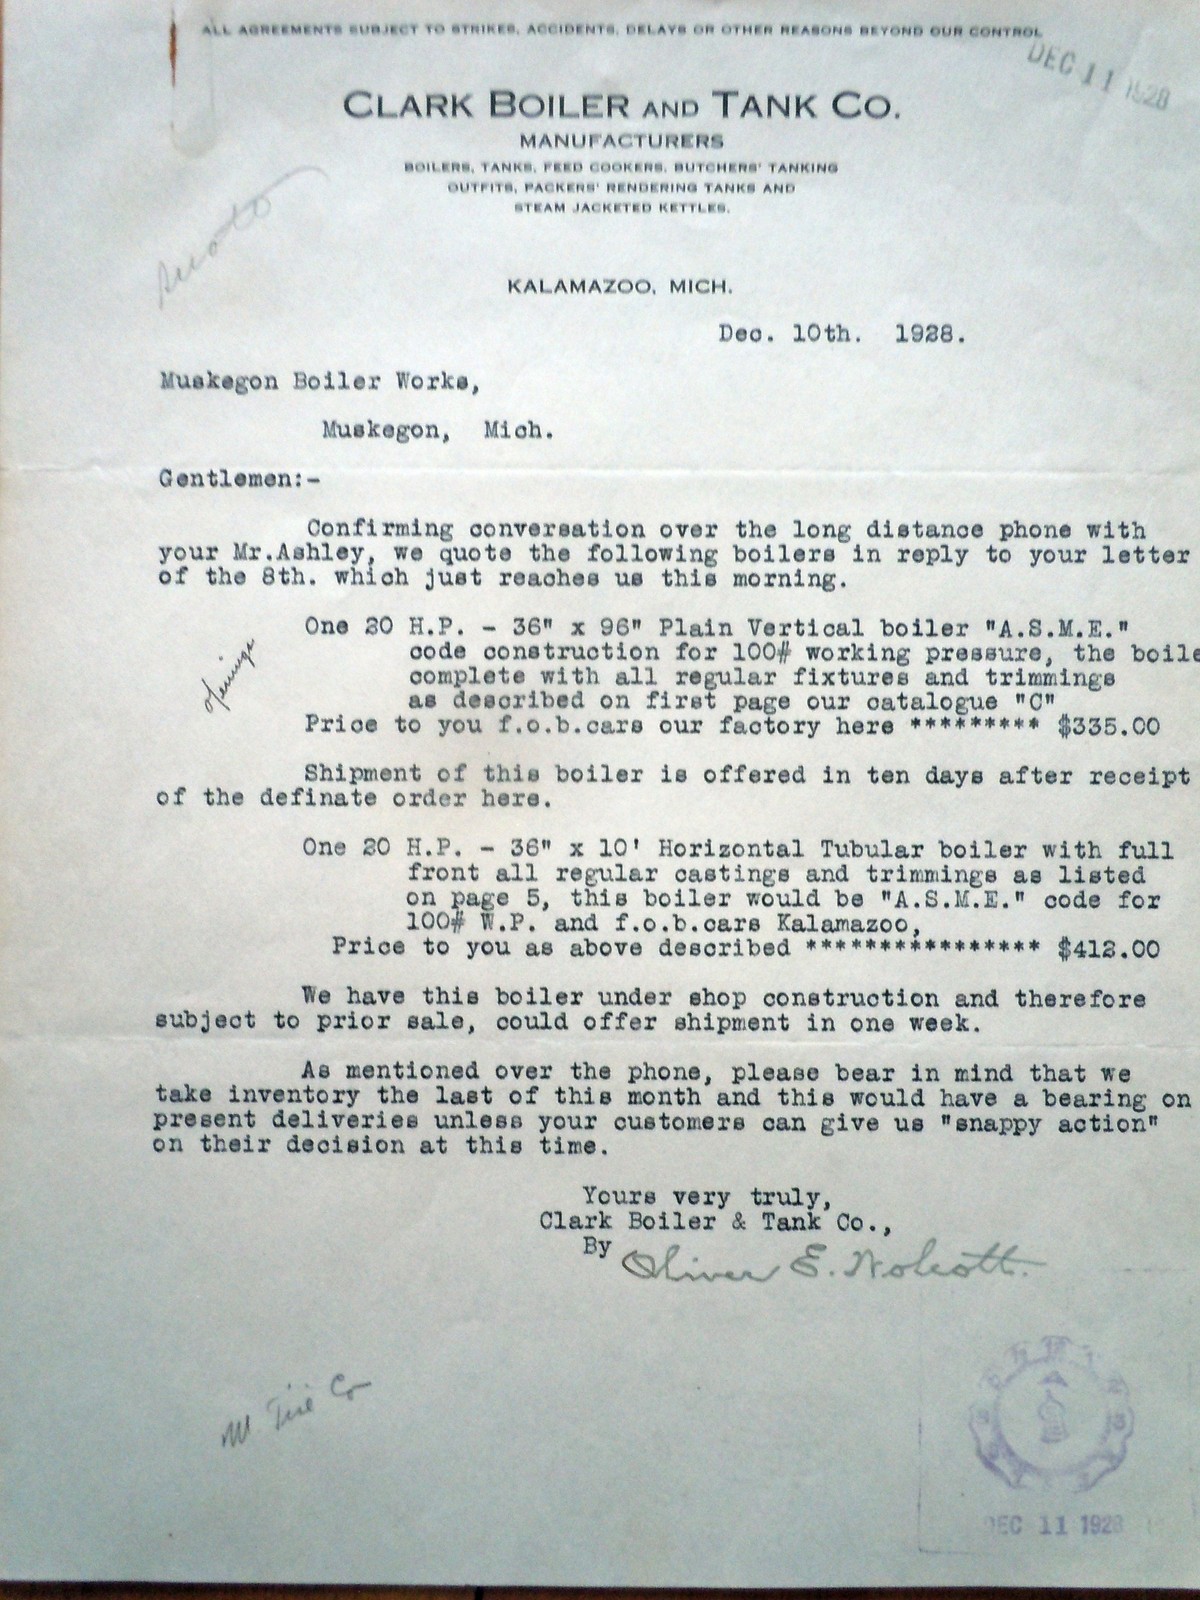 ALL AGREEMENTS SUBJECT TO STRIKES, ACCIDENTS, DELAYS OR OTHER REASONS BEYOND OUR CONTROL
DEC 11 1928
CLARK BOILER AND TANK CO.
MANUFACTURERS
BOILERS, TANKS, FEED COOKERS, BUTCHERS' TANKING
OUTFITS, PACKERS' RENDERING TANKS AND
STEAM JACKETED KETTLES.
KALAMAZOO, MICH.
Dec. 10th. 1928.
Muskegon Boiler Works,
Muskegon, Mich.
Gentlemen:-
Confirming conversation over the long distance phone with
your Mr.Ashley, we quote the following boilers in reply to your letter
of the 8th. which just reaches us this morning.
One 20 H.P. - 36" x 96" Plain Vertical boiler "A.S.M.E."
code construction for 100# working pressure, the boile
complete with all regular fixtures and trimmings
as described on first page our catalogue "C"
Price to you f.o.b.cars our factory here ********* $335.00
Shipment of this boiler is offered in ten days after receipt
of the definate order here.
One 20 H.P. - 36" x 10' Horizontal Tubular boiler with full
front all regular castings and trimmings as listed
on page 5, this boiler would be "A.S.M.E." code for
100# W.P. and f.o.b.cars Kalamazoo,
Price to you as above described **************** $412.00
We have this boiler under shop construction and therefore
subject to prior sale, could offer shipment in one week.
As mentioned over the phone, please bear in mind that we
take inventory the last of this month and this would have a bearing on
present deliveries unless your customers can give us "snappy action"
on their decision at this time.
Yours very truly,
Clark Boiler & Tank Co.,
By Oliver E. Wolcott.
M. Tire Co
DEC 11 1928